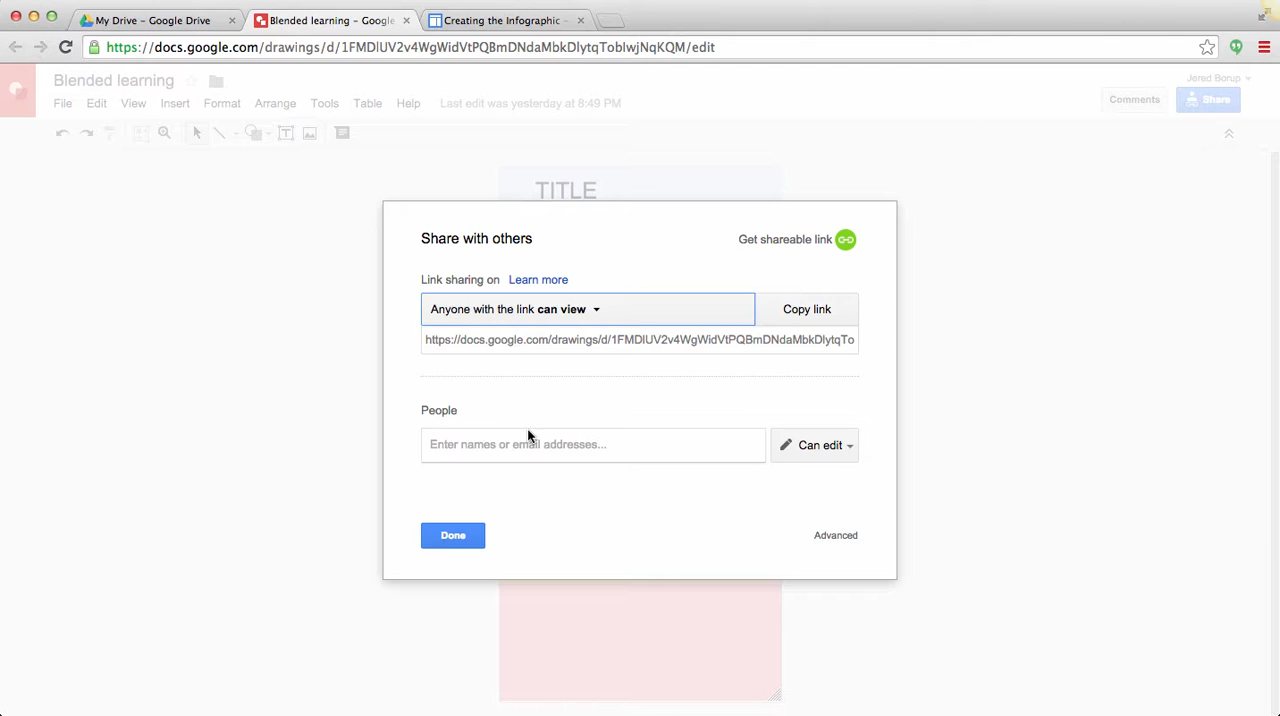 My Drive – Google Drive
Blended learning – Google
Creating the Infographic –
https://docs.google.com/drawings/d/1FMDlUV2v4WgWidVtPQBmDNdaMbkDlytqToblwjNqKQM/edit
Blended learning
Jered Borup
File Edit View Insert Format Arrange Tools Table Help Last edit was yesterday at 8:49 PM
Comments
Share
TITLE
Share with others
Get shareable link
Link sharing on Learn more
Anyone with the link can view
Copy link
https://docs.google.com/drawings/d/1FMDlUV2v4WgWidVtPQBmDNdaMbkDlytqTo
People
Enter names or email addresses...
Can edit
Done
Advanced